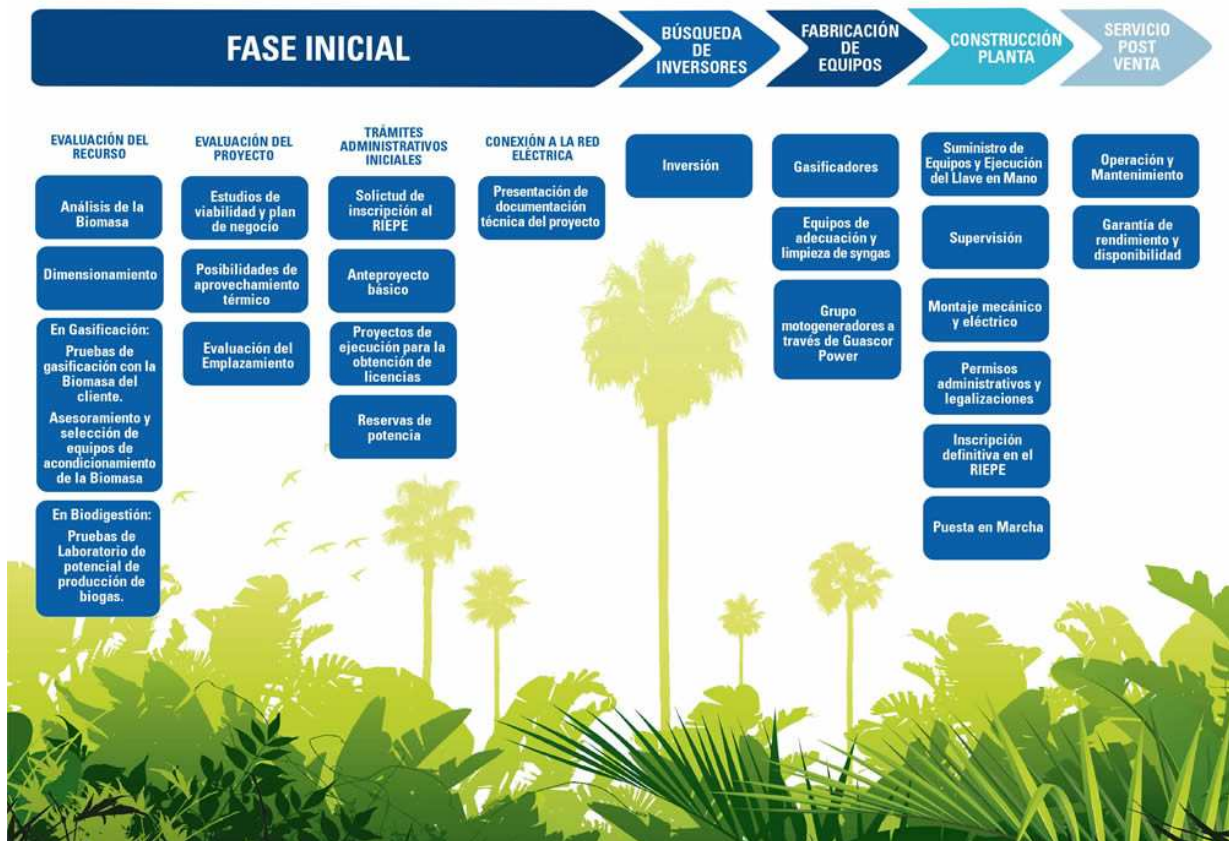 FASE INICIAL
BÚSQUEDA
DE
INVERSORES
FABRICACIÓN
DE
EQUIPOS
CONSTRUCCIÓN
PLANTA
SERVICIO
POST
VENTA
EVALUACIÓN DEL
RECURSO
Análisis de la
Biomasa
Dimensionamiento
En Gasificación:
Pruebas de
gasificación con la
Biomasa del
cliente.
Asesoramiento y
selección de
equipos de
acondicionamiento
de la Biomasa
En Biodigestión:
Pruebas de
Laboratorio de
potencial de
producción de
biogas.
EVALUACIÓN DEL
PROYECTO
Estudios de
viabilidad y plan
de negocio
Posibilidades de
aprovechamiento
térmico
Evaluación del
Emplazamiento
TRÁMITES
ADMINISTRATIVOS
INICIALES
Solictud de
inscripción al
RIEPE
Anteproyecto
básico
Proyectos de
ejecución para la
obtención de
licencias
Reservas de
potencia
CONEXIÓN A LA RED
ELÉCTRICA
Presentación de
documentación
técnica del proyecto
Inversión
Gasificadores
Equipos de
adecuación y
limpieza de syngas
Grupo
motogeneradores a
través de Guascor
Power
Suministro de
Equipos y Ejecución
del Llave en Mano
Supervisión
Montaje mecánico
y eléctrico
Permisos
administrativos y
legalizaciones
Inscripción
definitiva en el
RIEPE
Puesta en Marcha
Operación y
Mantenimiento
Garantía de
rendimiento y
disponibilidad